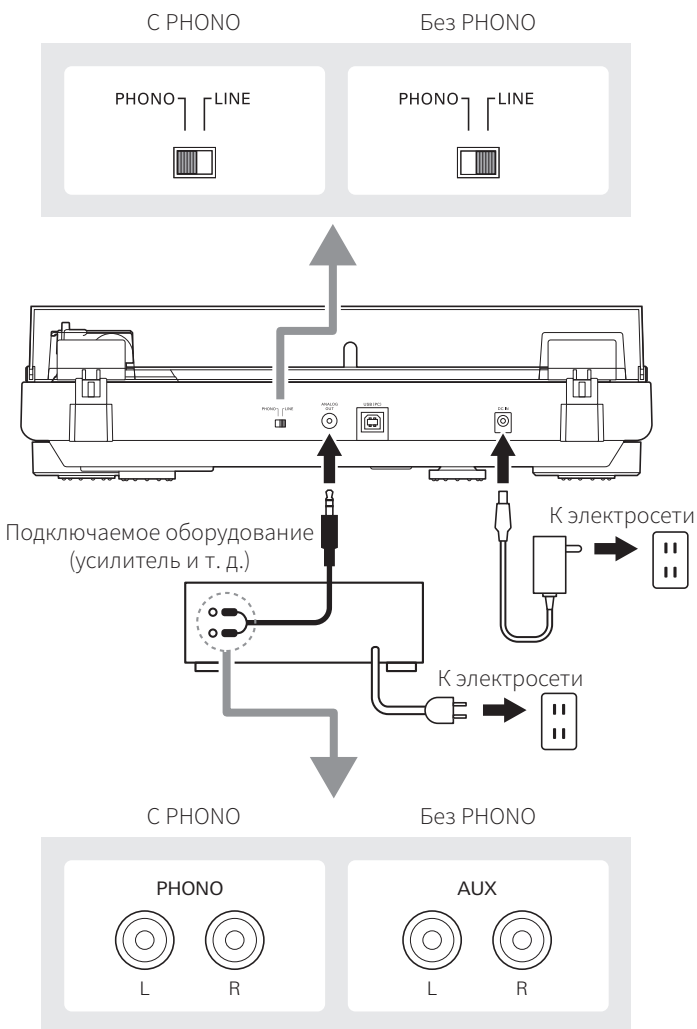 С PHONO
Без PHONO
PHONO LINE
PHONO LINE
PHONO LINE
ANALOG
OUT
USB (PC)
DC IN
Подключаемое оборудование
(усилитель и т. д.)
К электросети
К электросети
С PHONO
Без PHONO
PHONO
L R
AUX
L R